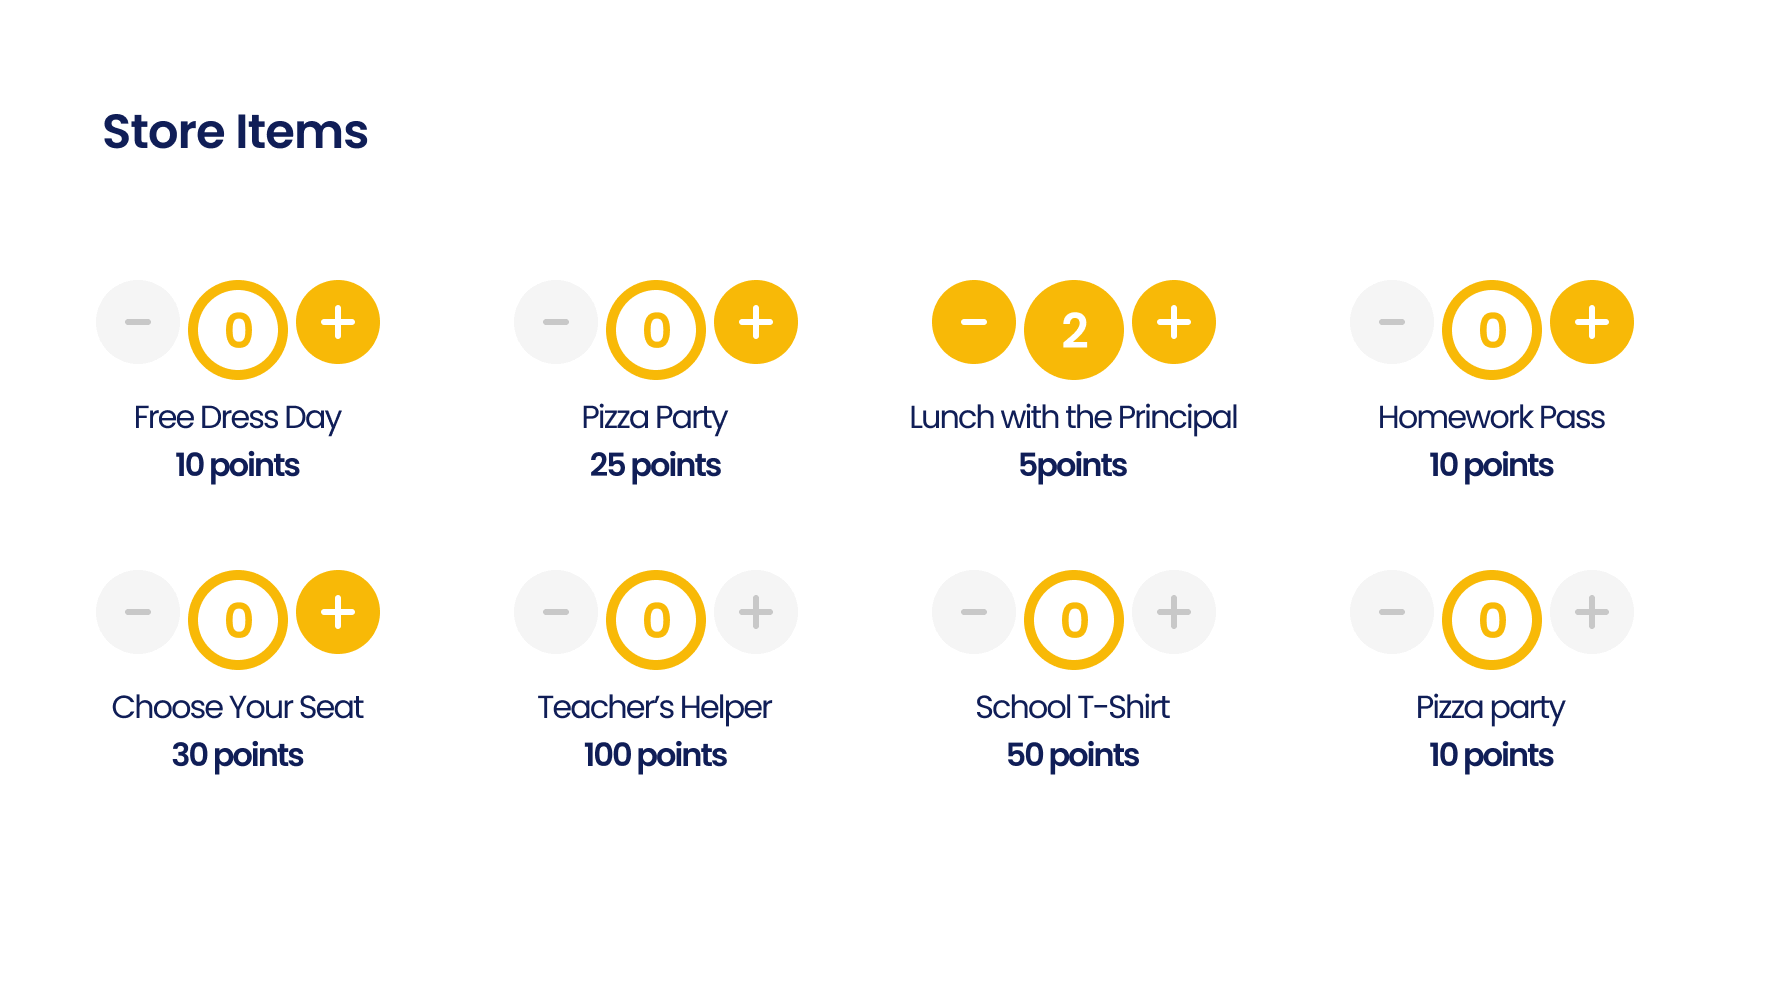 Store Items
0 0 2 0
Free Dress Day Pizza Party Lunch with the Principal Homework Pass
10 points 25 points 5points 10 points
0 0 0 0
Choose Your Seat Teacher’s Helper School T-Shirt Pizza party
30 points 100 points 50 points 10 points